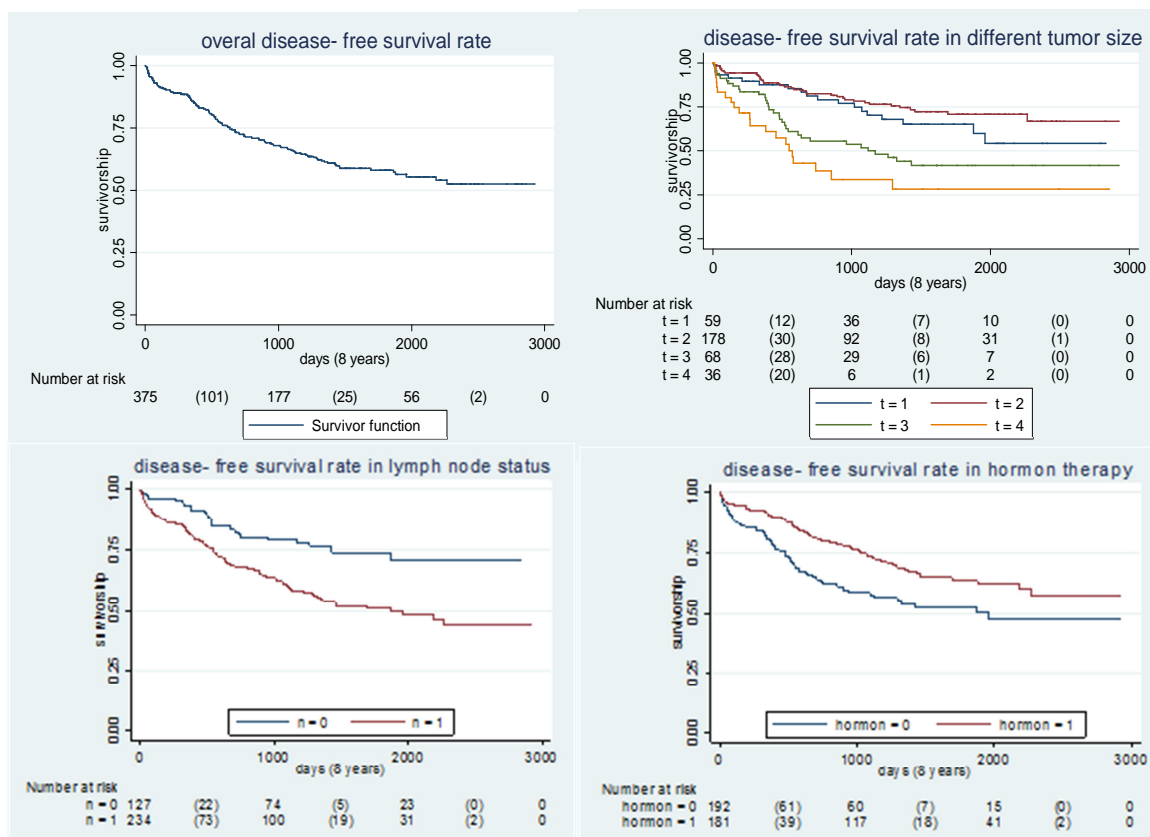 overal disease- free survival rate
1.00
0.75
0.50
0.25
0.00
survivorship
0 1000 2000 3000
days (8 years)
Number at risk
375 (101) 177 (25) 56 (2) 0
Survivor function
disease- free survival rate in different tumor size
1.00
0.75
0.50
0.25
0.00
survivorship
0 1000 2000 3000
days (8 years)
Number at risk
t = 1 59 (12) 36 (7) 10 (0) 0
t = 2 178 (30) 92 (8) 31 (1) 0
t = 3 68 (28) 29 (6) 7 (0) 0
t = 4 36 (20) 6 (1) 2 (0) 0
t = 1 t = 2
t = 3 t = 4
disease- free survival rate in lymph node status
1.00
0.75
0.50
0.25
0.00
survivorship
n = 0 n = 1
0 1000 2000 3000
days (8 years)
Number at risk
n = 0 127 (22) 74 (5) 23 (0) 0
n = 1 234 (73) 100 (19) 31 (2) 0
disease- free survival rate in hormon therapy
1.00
0.75
0.50
0.25
0.00
survivorship
hormon = 0 hormon = 1
0 1000 2000 3000
days (8 years)
Number at risk
hormon = 0 192 (61) 60 (7) 15 (0) 0
hormon = 1 181 (39) 117 (18) 41 (2) 0